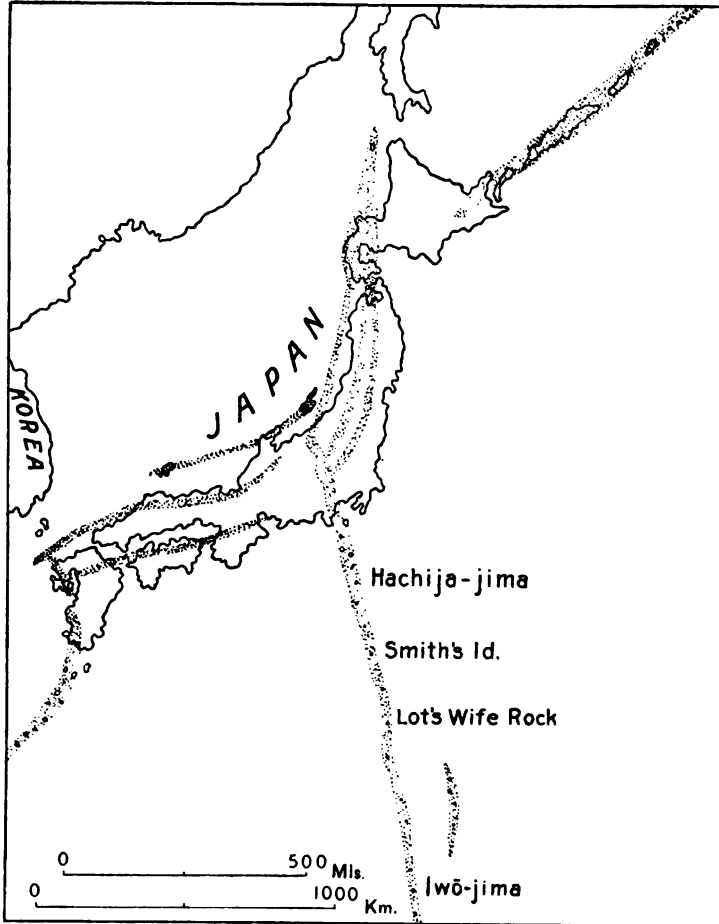 JAPAN
KOREA
Hachija-jima
Smith's Id.
Lot's Wife Rock
Iwō-jima
0 500 Mls.
0 1000 Km.